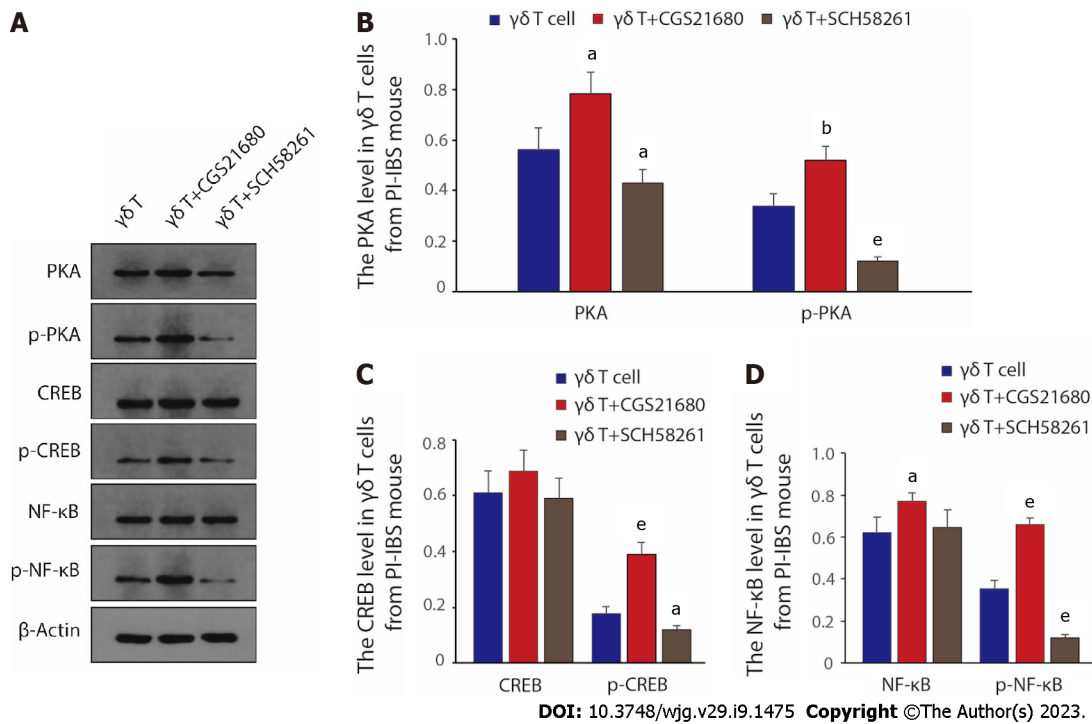 A
γδ T
γδ T+CGS21680
γδ T+SCH58261
PKA
p-PKA
CREB
p-CREB
NF-κB
p-NF-κB
β-Actin
B
γδ T cell
γδ T+CGS21680
γδ T+SCH58261
The PKA level in γδ T cells
from PI-IBS mouse
1.0
0.8
0.6
0.4
0.2
0
a
a
b
e
PKA
p-PKA
C
γδ T cell
γδ T+CGS21680
γδ T+SCH58261
The CREB level in γδ T cells
from PI-IBS mouse
0.8
0.6
0.4
0.2
0
e
a
CREB
p-CREB
D
γδ T cell
γδ T+CGS21680
γδ T+SCH58261
The NF-κB level in γδ T cells
from PI-IBS mouse
1.0
0.8
0.6
0.4
0.2
0
a
e
e
NF-κB
p-NF-κB
DOI: 10.3748/wjg.v29.i9.1475 Copyright ©The Author(s) 2023.